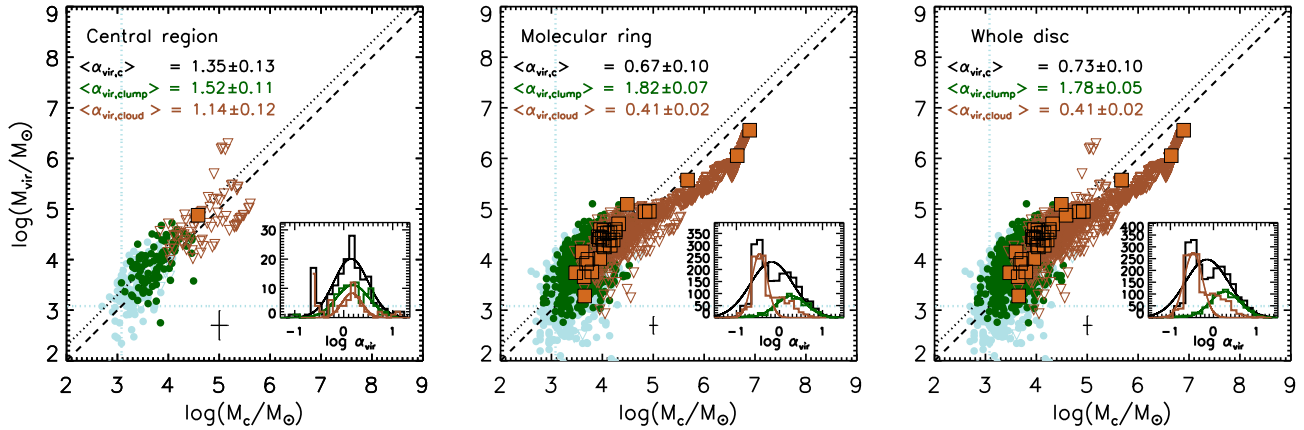 Central region
<α_vir,c> = 1.35±0.13
<α_vir,clump> = 1.52±0.11
<α_vir,cloud> = 1.14±0.12
log(M_vir/M_⊙)
9
8
7
6
5
4
3
2
30
20
10
0
−1 0 1
log α_vir
2 3 4 5 6 7 8 9
log(M_c/M_⊙)
Molecular ring
<α_vir,c> = 0.67±0.10
<α_vir,clump> = 1.82±0.07
<α_vir,cloud> = 0.41±0.02
9
8
7
6
5
4
3
2
350
300
250
200
150
100
50
−1 0 1
log α_vir
2 3 4 5 6 7 8 9
log(M_c/M_⊙)
Whole disc
<α_vir,c> = 0.73±0.10
<α_vir,clump> = 1.78±0.05
<α_vir,cloud> = 0.41±0.02
9
8
7
6
5
4
3
2
400
350
300
250
200
150
100
50
−1 0 1
log α_vir
2 3 4 5 6 7 8 9
log(M_c/M_⊙)